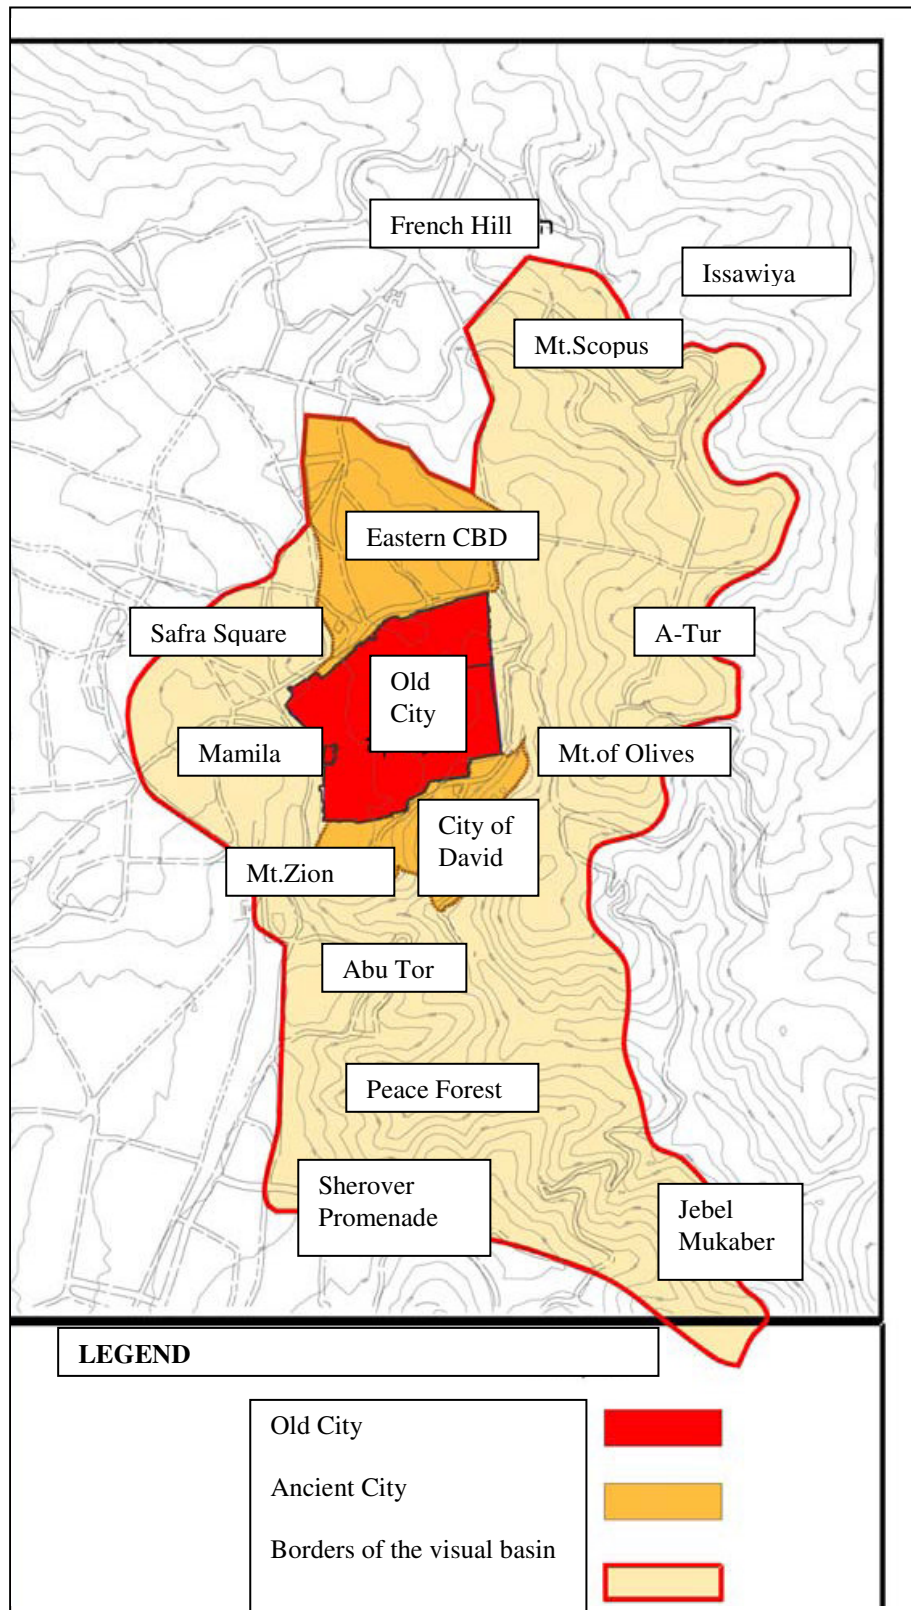 French Hill
Issawiya
Mt.Scopus
Eastern CBD
Safra Square
A-Tur
Old
City
Mamila
Mt.of Olives
City of
David
Mt.Zion
Abu Tor
Peace Forest
Sherover
Promenade
Jebel
Mukaber
LEGEND
Old City
Ancient City
Borders of the visual basin